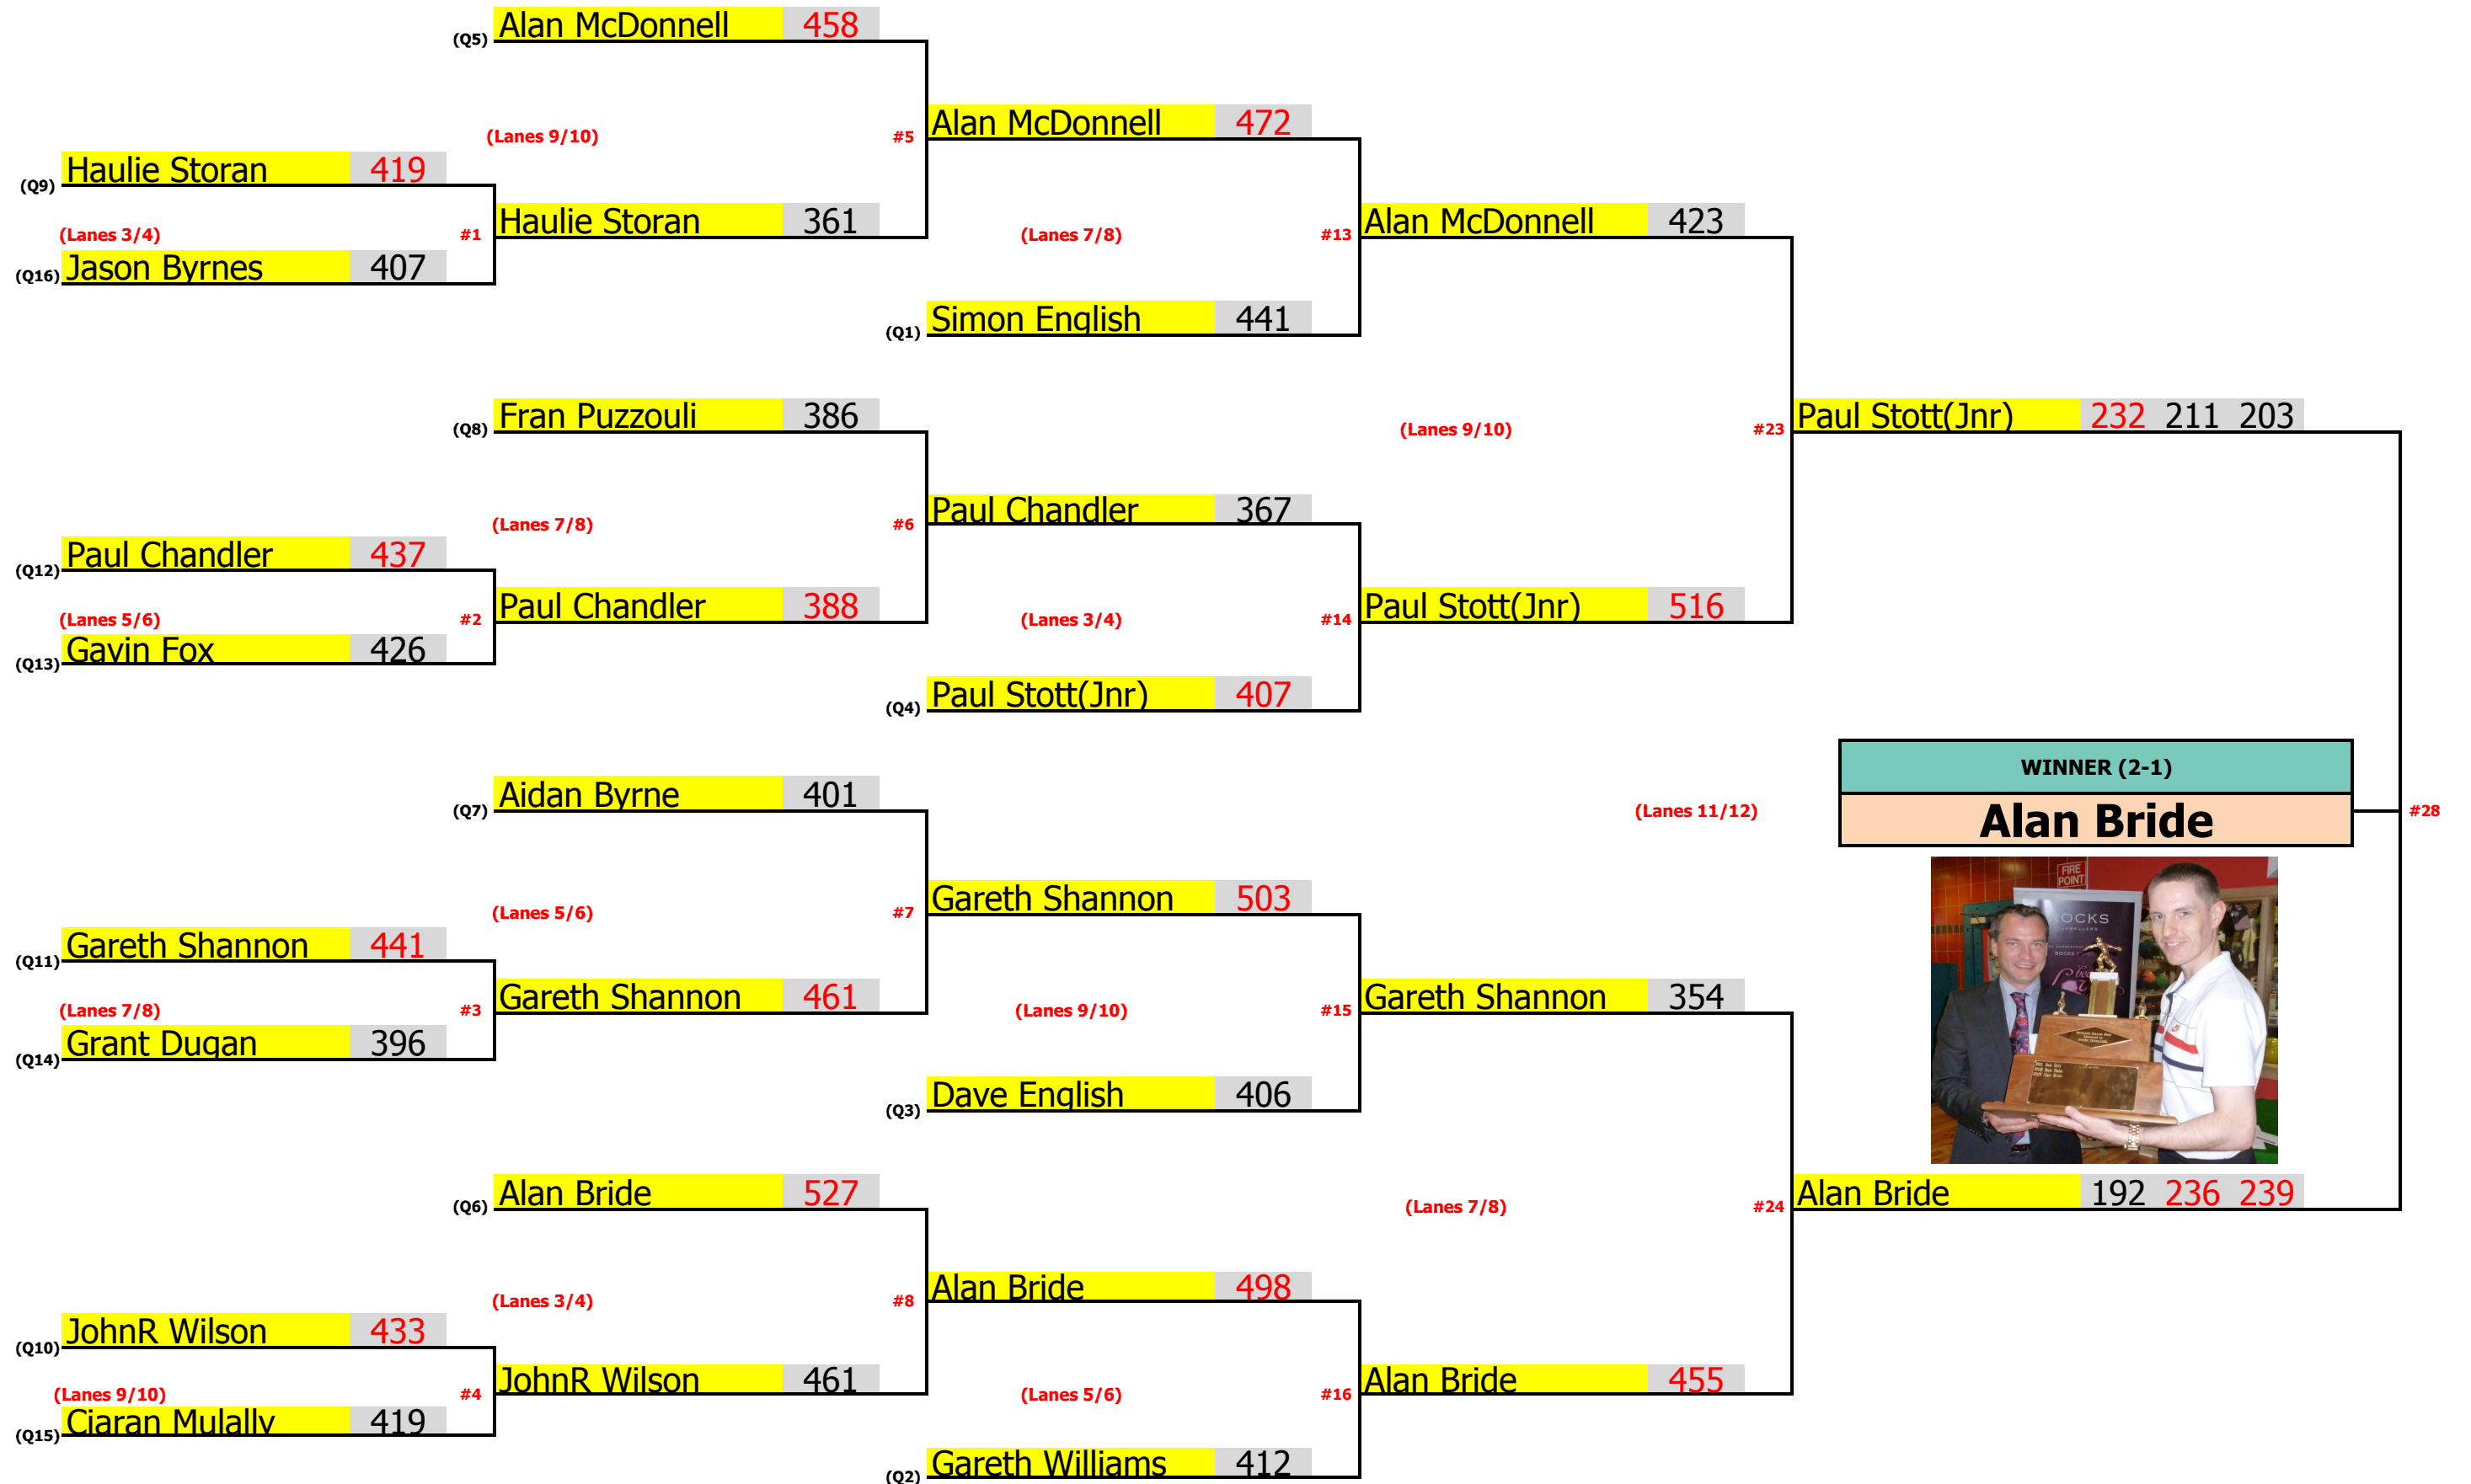 (Q5) Alan McDonnell 458
(Lanes 9/10) #5 Alan McDonnell 472
(Q9) Haulie Storan 419
Haulie Storan 361
(Lanes 3/4) #1
(Lanes 7/8) #13 Alan McDonnell 423
(Q16) Jason Byrnes 407
(Q1) Simon English 441
(Q8) Fran Puzzouli 386
(Lanes 9/10) #23 Paul Stott(Jnr) 232 211 203
(Lanes 7/8) #6 Paul Chandler 367
(Q12) Paul Chandler 437
Paul Chandler 388
(Lanes 5/6) #2
(Lanes 3/4) #14 Paul Stott(Jnr) 516
(Q13) Gavin Fox 426
(Q4) Paul Stott(Jnr) 407
WINNER (2-1)
(Q7) Aidan Byrne 401
(Lanes 11/12) Alan Bride #28
FIRE
POINT
(Lanes 5/6) #7 Gareth Shannon 503
ROCKS
(Q11) Gareth Shannon 441
Gareth Shannon 461
(Lanes 7/8) #3
(Lanes 9/10) #15 Gareth Shannon 354
(Q14) Grant Dugan 396
(Q3) Dave English 406
(Q6) Alan Bride 527
(Lanes 7/8) #24 Alan Bride 192 236 239
(Lanes 3/4) #8 Alan Bride 498
(Q10) JohnR Wilson 433
JohnR Wilson 461
(Lanes 9/10) #4
(Lanes 5/6) #16 Alan Bride 455
(Q15) Ciaran Mulally 419
(Q2) Gareth Williams 412